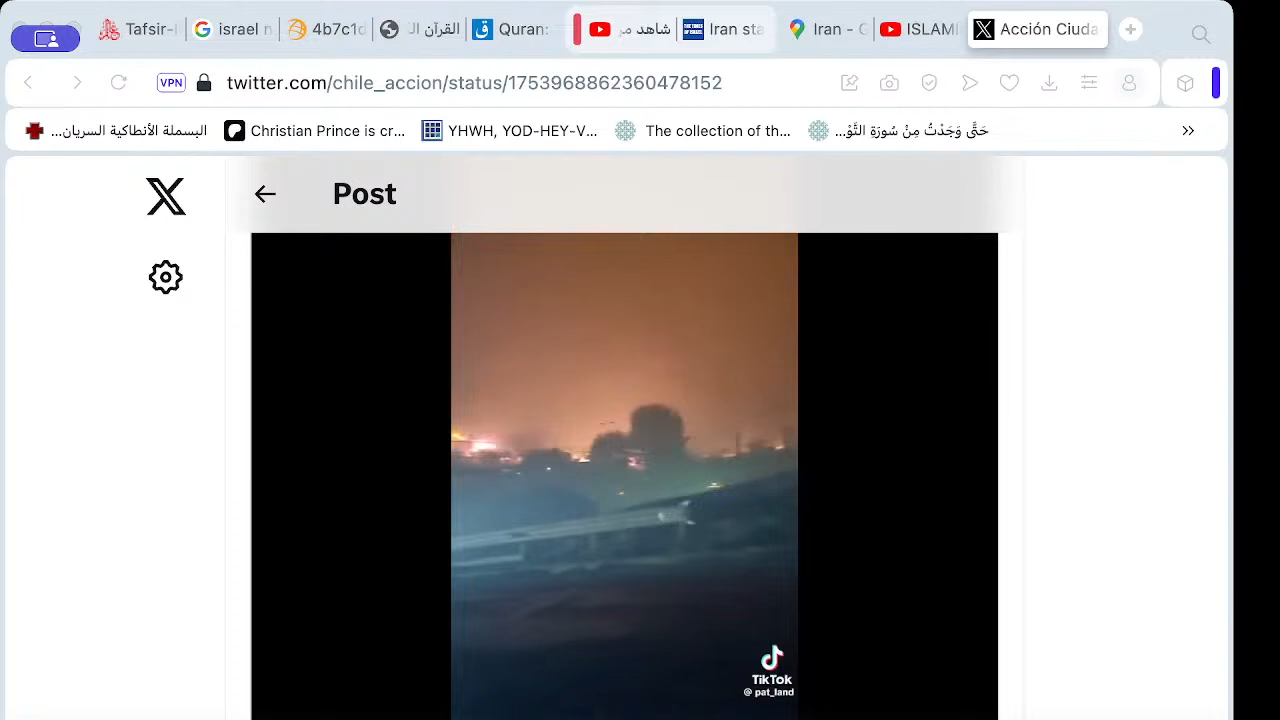 Tafsir-
israel
4b7c1d
القرآن ال
Quran:
شاهد مر
Iran sta
Iran - G
ISLAMI
Acción Ciuda
VPN
twitter.com/chile_accion/status/1753968862360478152
البسملة الأنطاكية السريان...
Christian Prince is cr...
YHWH, YOD-HEY-V...
The collection of th...
حَتَّى وَجَدْتُ مِنْ سُورَةِ التَّوْ...
Post
TikTok
@ pat_land